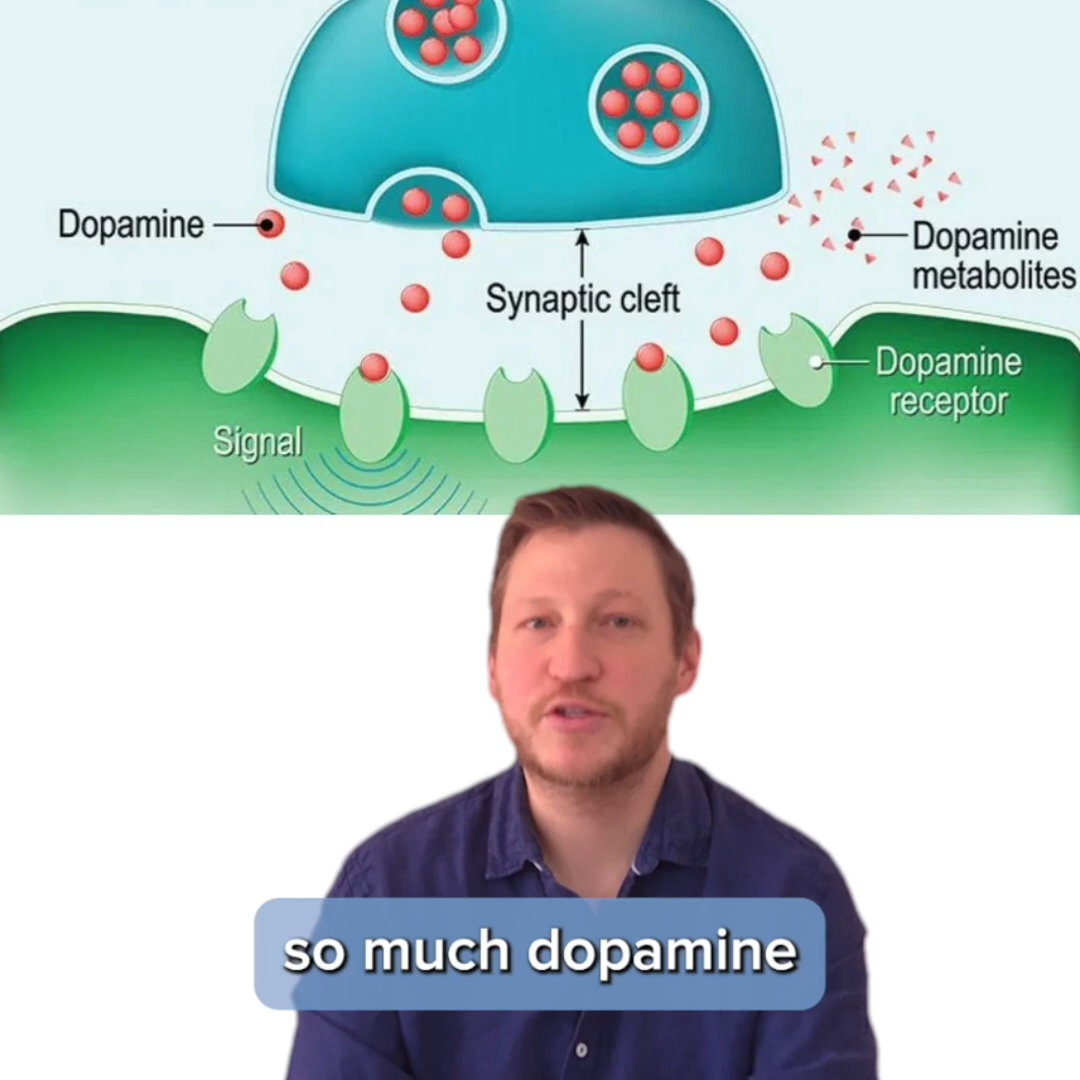 Dopamine
Dopamine
metabolites
Synaptic cleft
Dopamine
receptor
Signal
so much dopamine